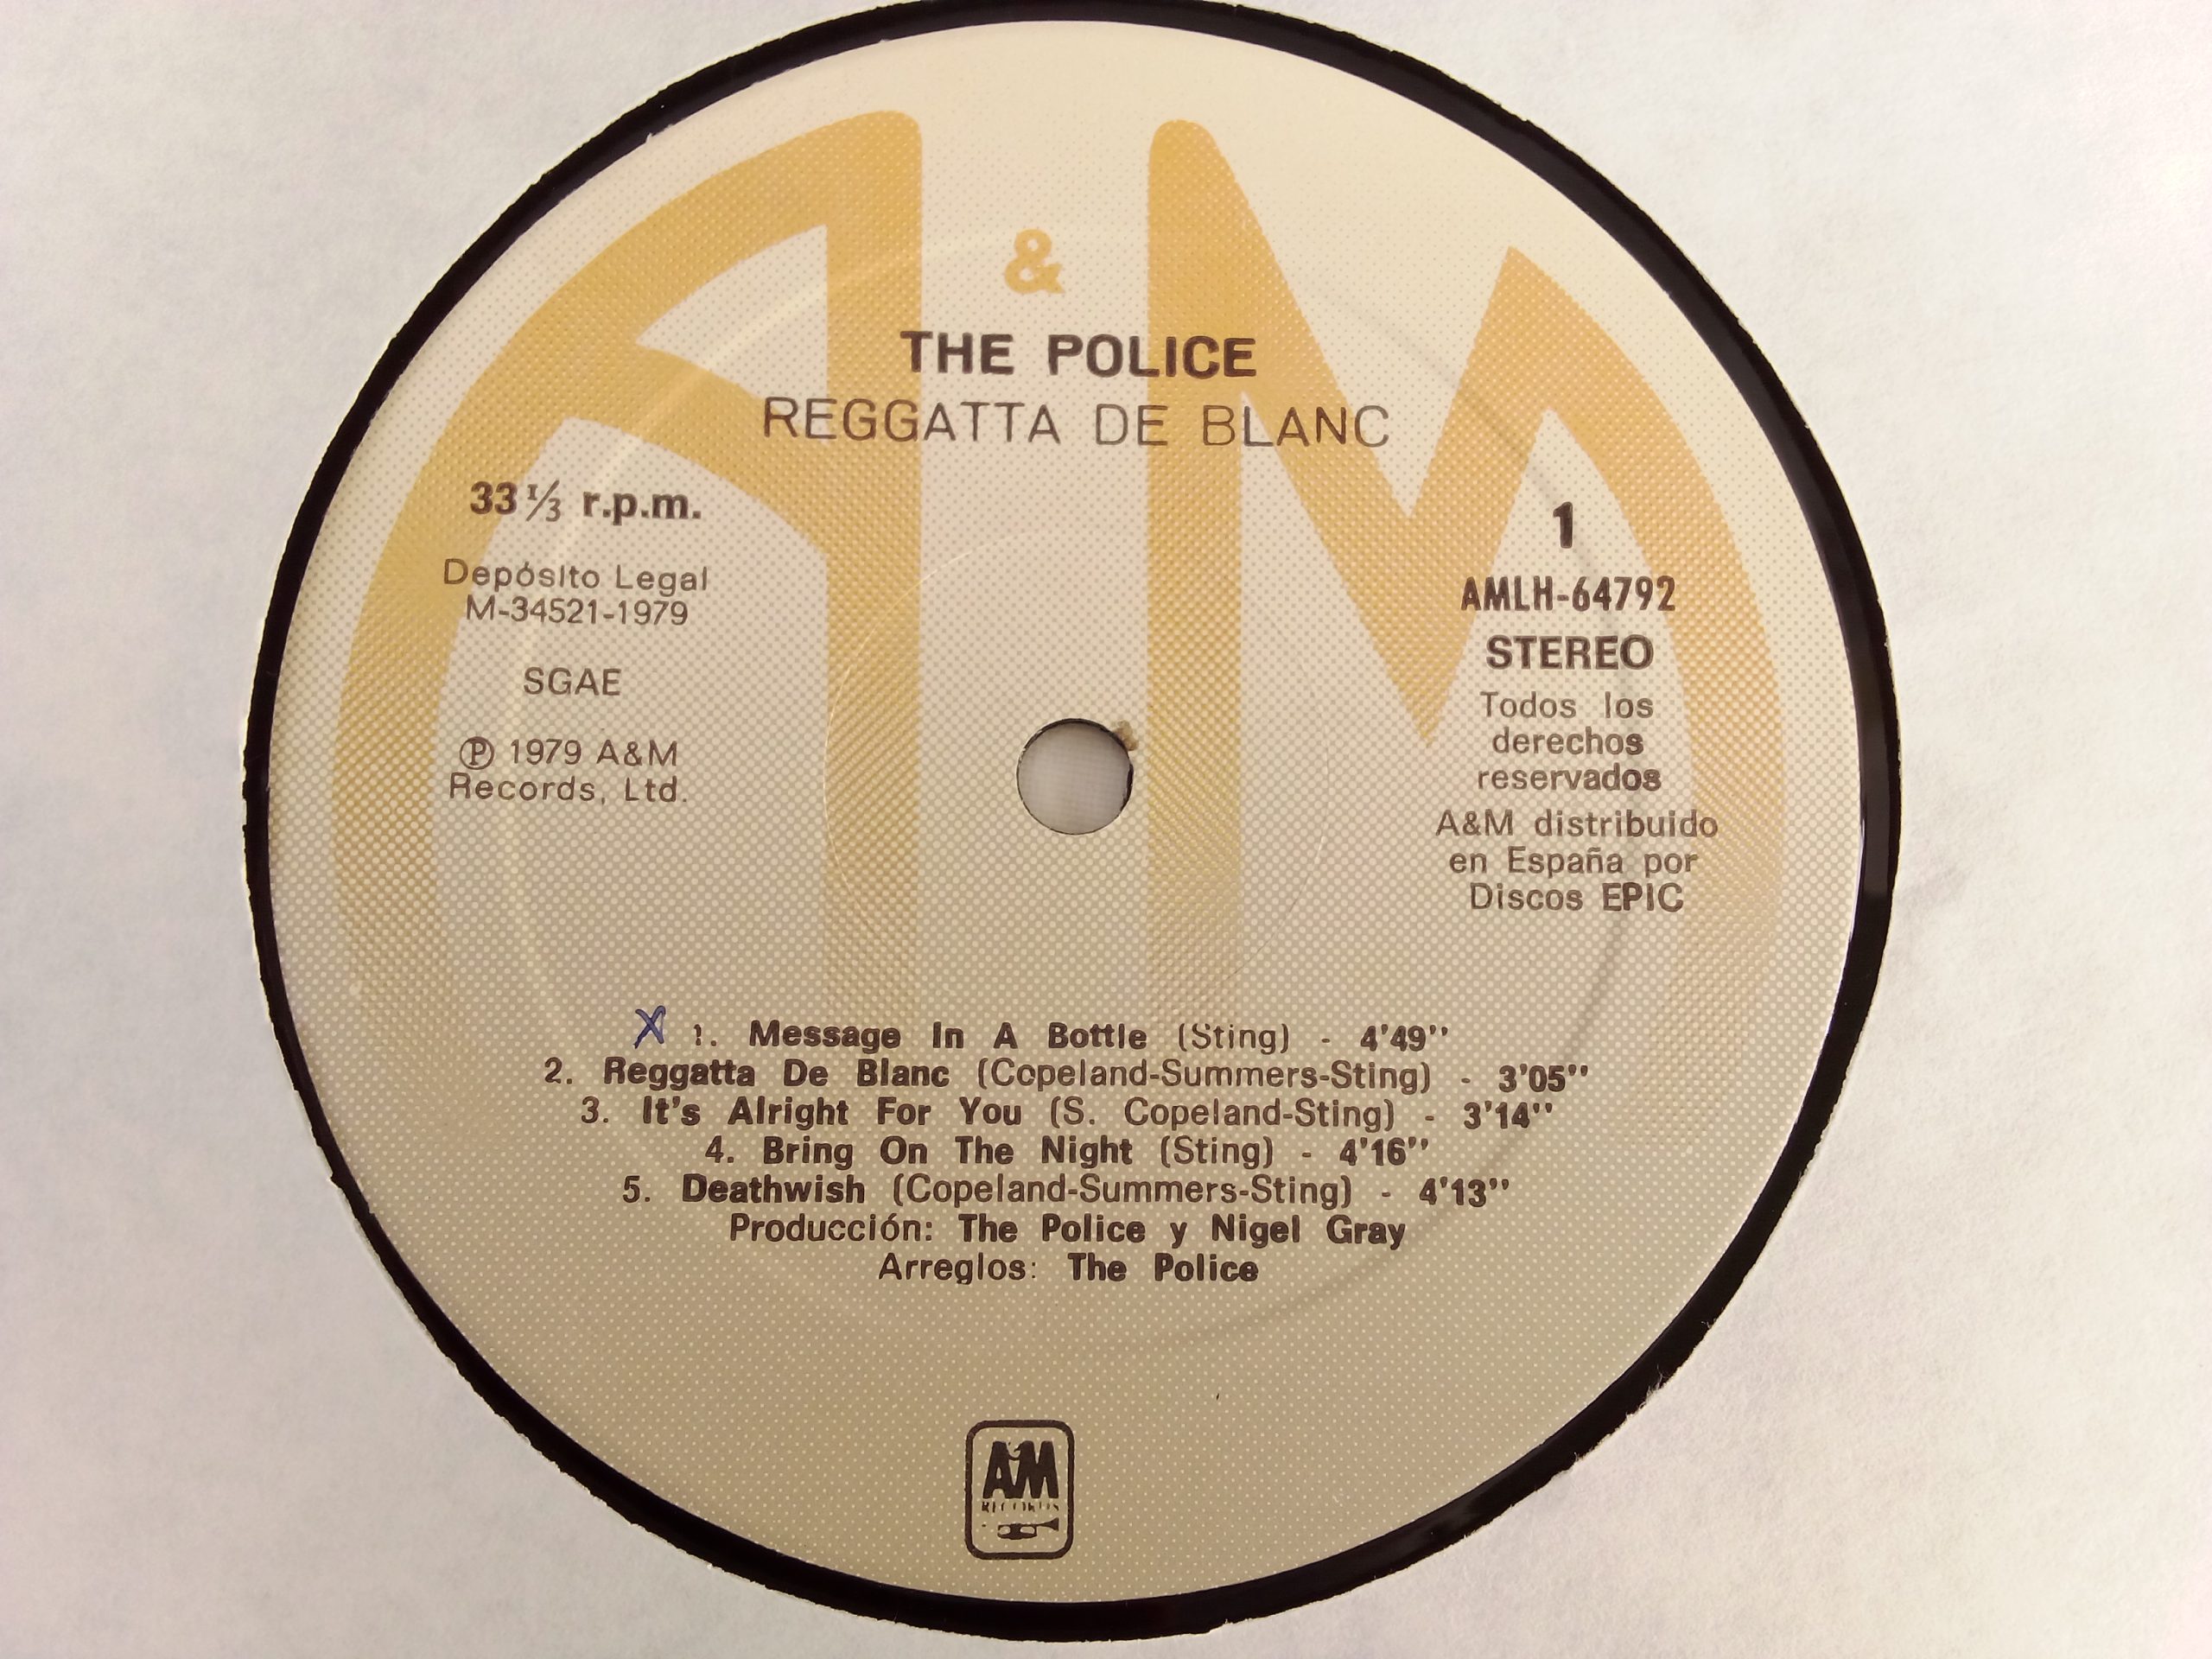 A & M
THE POLICE
REGGATTA DE BLANC
33 1/3 r.p.m.
Depósito Legal
M-34521-1979
SGAE
Ⓟ 1979 A&M
Records, Ltd.
1
AMLH-64792
STEREO
Todos los
derechos
reservados
A&M distribuido
en España por
Discos EPIC
X 1. Message In A Bottle (Sting) - 4'49''
2. Reggatta De Blanc (Copeland-Summers-Sting) - 3'05''
3. It's Alright For You (S. Copeland-Sting) - 3'14''
4. Bring On The Night (Sting) - 4'16''
5. Deathwish (Copeland-Summers-Sting) - 4'13''
Producción: The Police y Nigel Gray
Arreglos: The Police
A&M
RECORDS